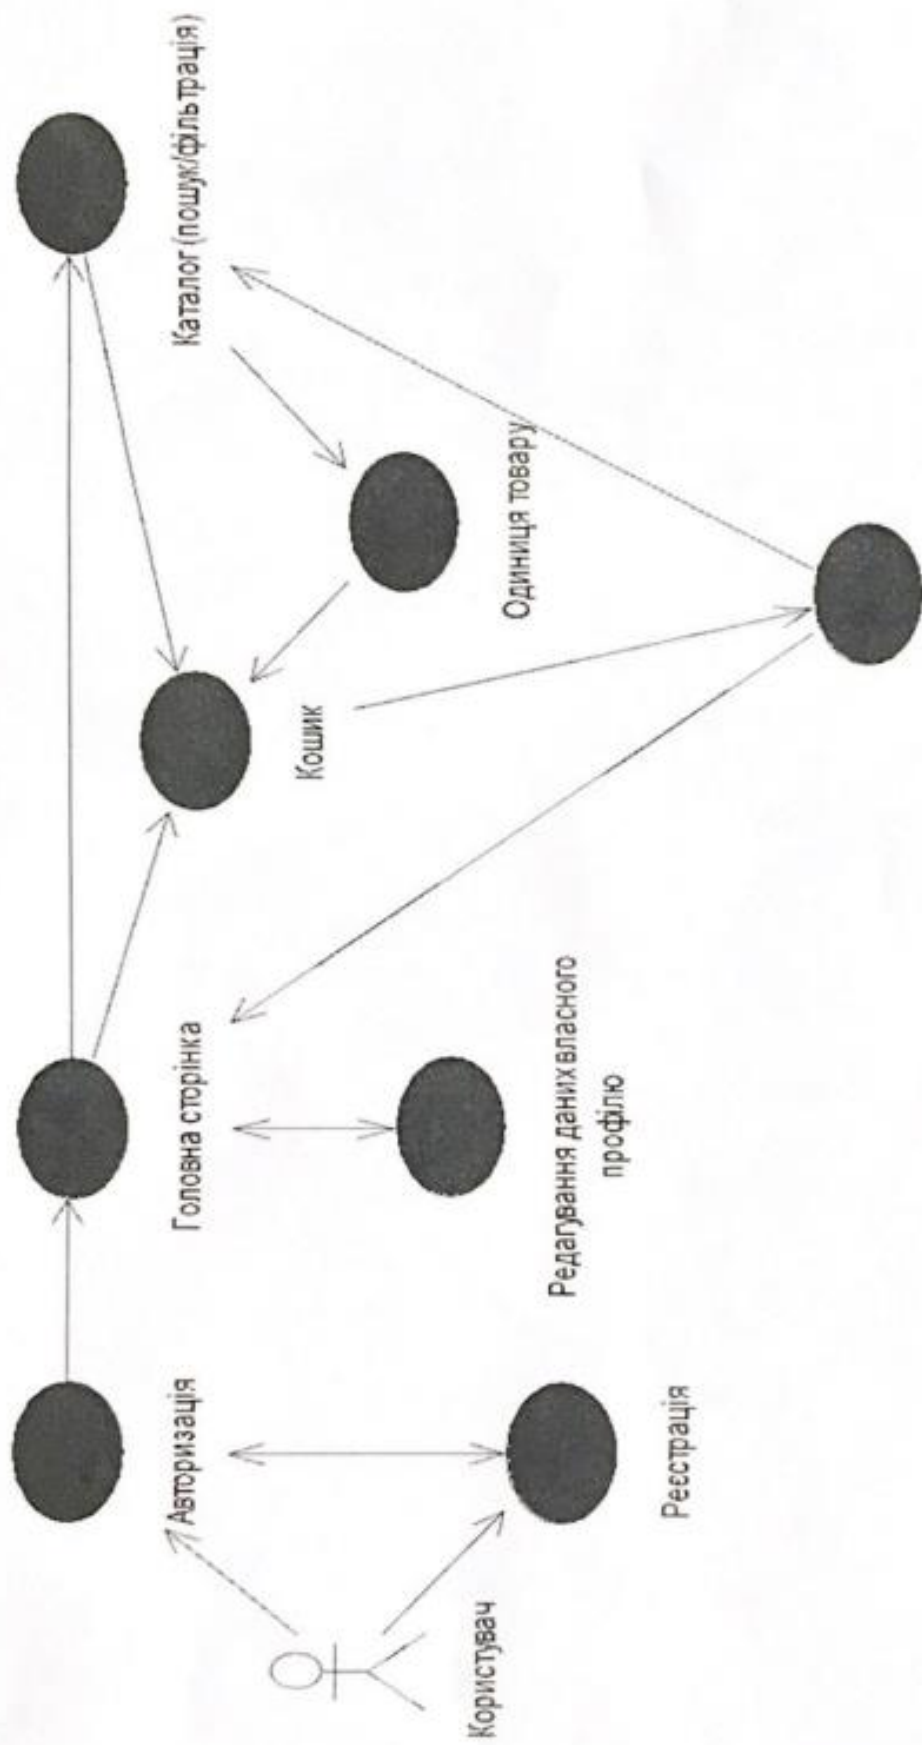 Каталог (пошук/фільтрація)
Одиниця товару
Кошик
Головна сторінка
Редагування даних власного
профілю
Авторизація
Реєстрація
Користувач